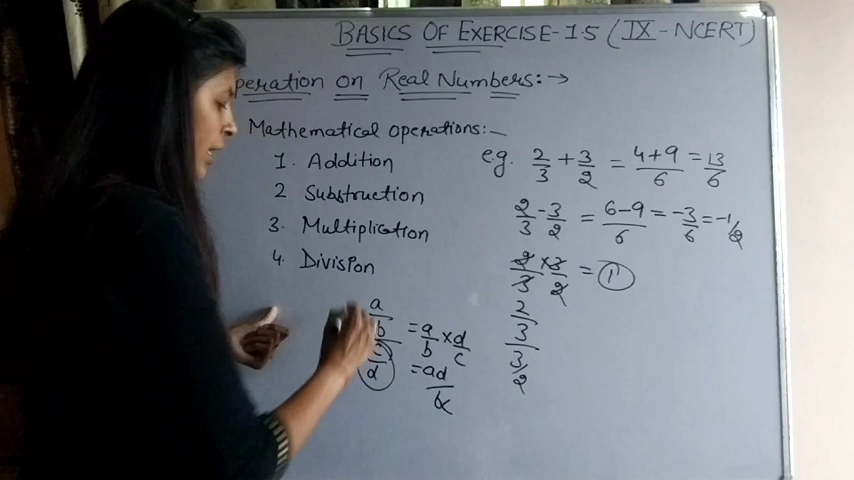 BASICS OF EXERCISE-1.5 (IX-NCERT)
peration on Real Numbers:→
Mathematical operations:-
1. Addition
2 Substruction
3. Multiplication
4. Division
e.g. 2/3 + 3/2 = 4+9/6 = 13/6
2/3 - 3/2 = 6-9/6 = -3/6 = -1/2
2/3 × 3/2 = 1
2/3
3/2
a/b
d
= a/b × d/c
= ad/bc